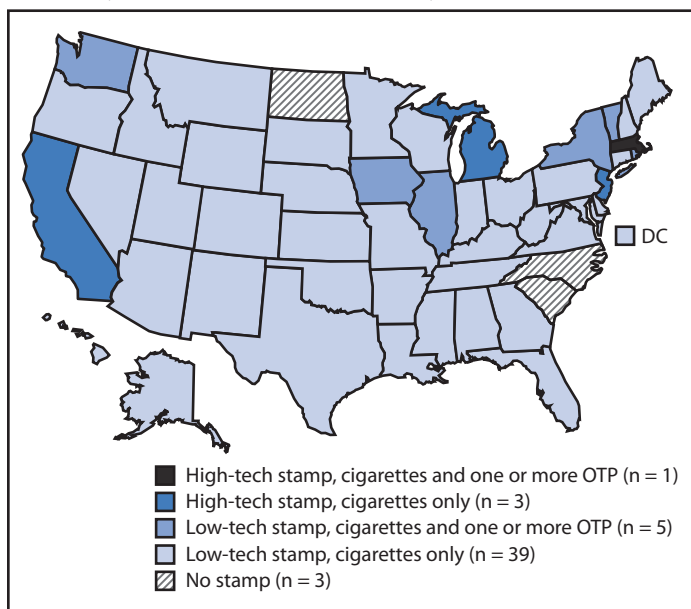 DC
High-tech stamp, cigarettes and one or more OTP (n = 1)
High-tech stamp, cigarettes only (n = 3)
Low-tech stamp, cigarettes and one or more OTP (n = 5)
Low-tech stamp, cigarettes only (n = 39)
No stamp (n = 3)